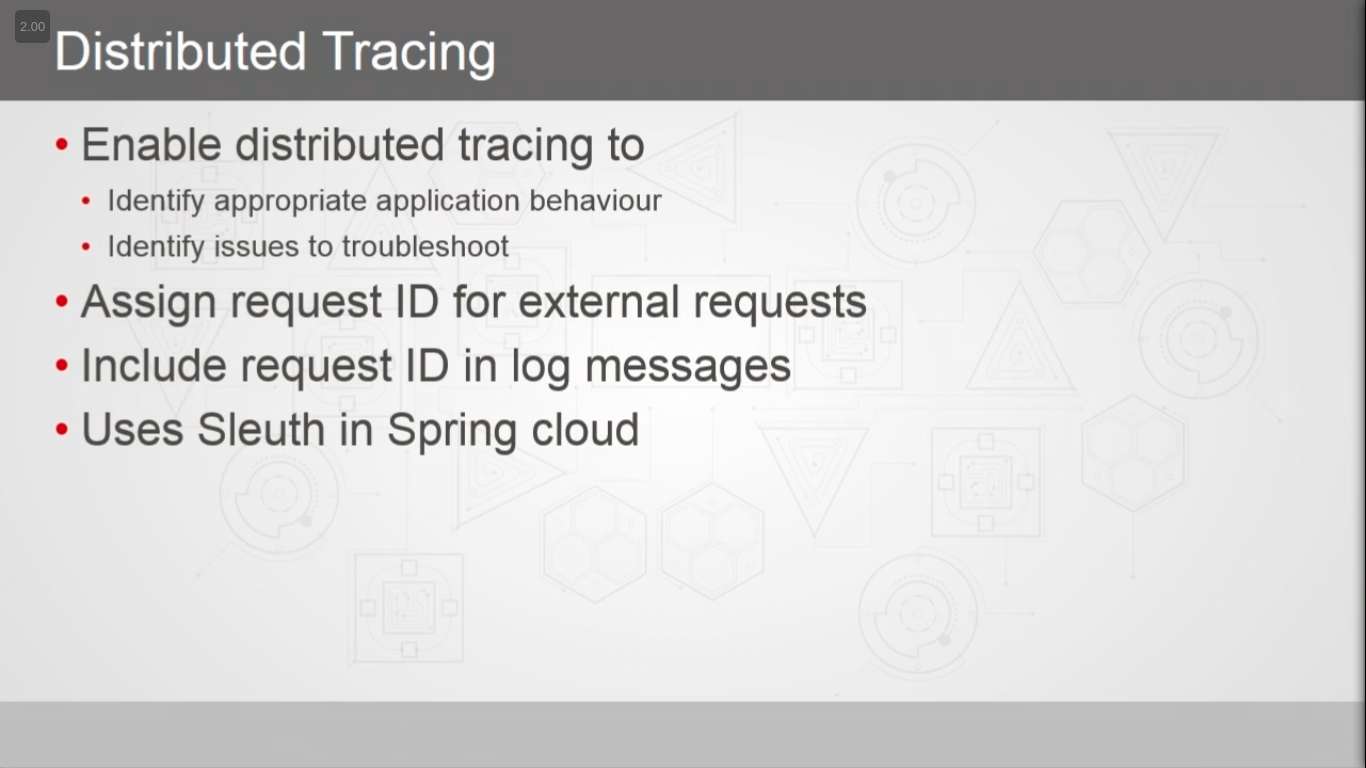 2.00
Distributed Tracing
• Enable distributed tracing to
• Identify appropriate application behaviour
• Identify issues to troubleshoot
• Assign request ID for external requests
• Include request ID in log messages
• Uses Sleuth in Spring cloud